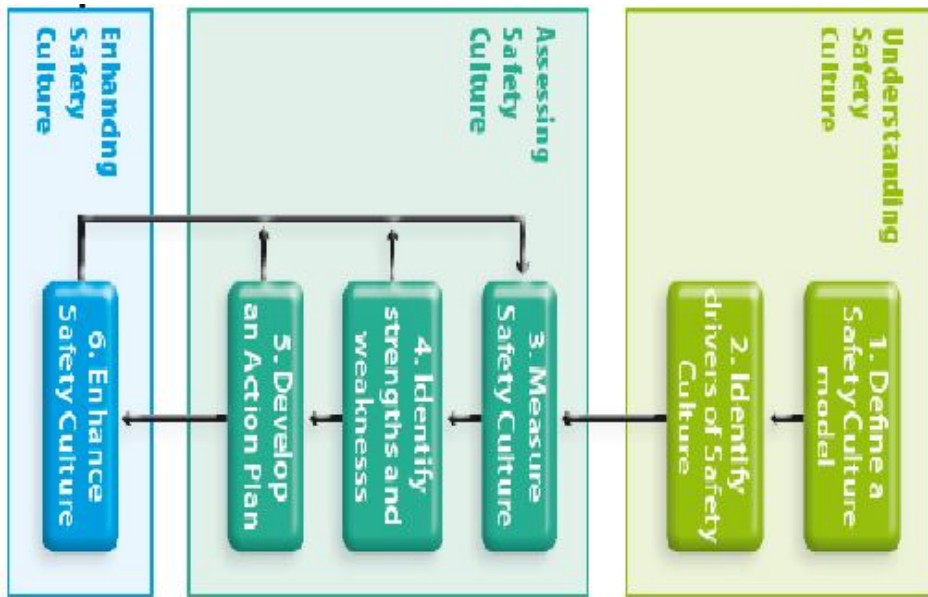 Understanding
Safety
Culture
1. Define a
Safety Culture
model
2. Identify
drivers of Safety
Culture
Assessing
Safety
Culture
3. Measure
Safety Culture
4. Identify
strengths and
weaknesss
5. Develop
an Action Plan
Enhancing
Safety
Culture
6. Enhance
Safety Culture